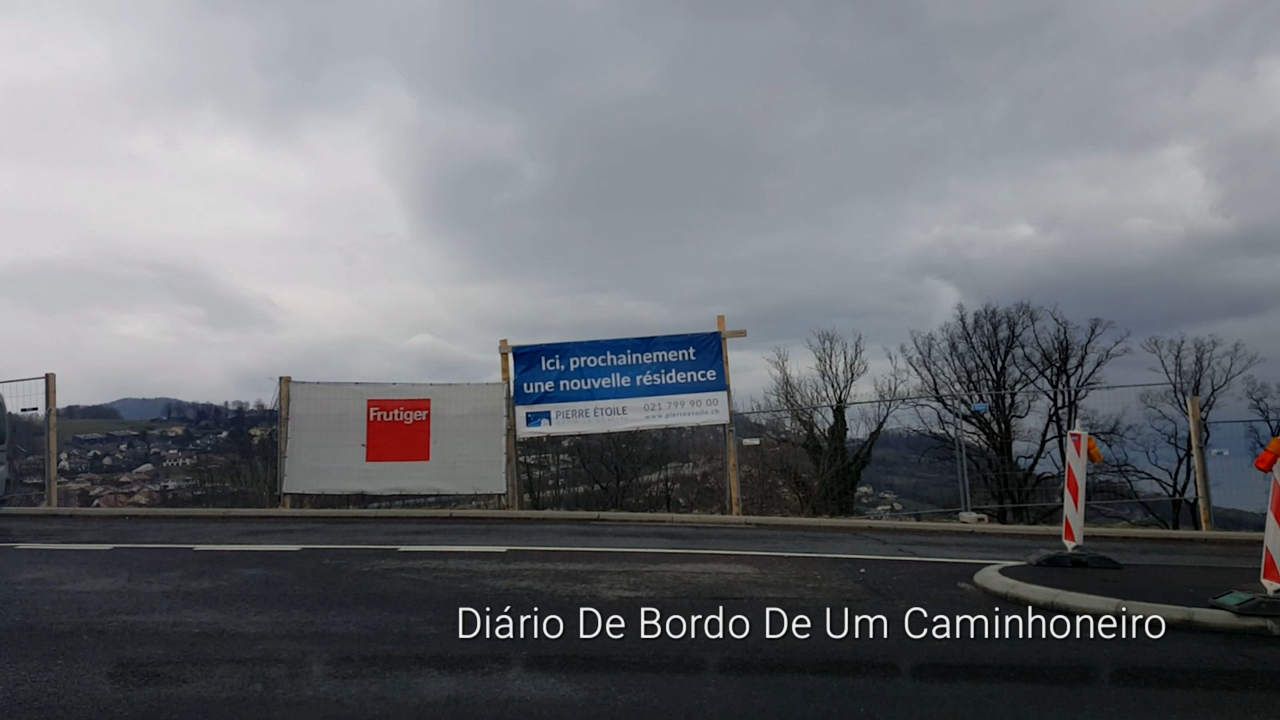 Ici, prochainement
une nouvelle résidence
Frutiger
PIERRE ÉTOILE
021 799 90 00
www.pierreetoile.ch
Diário De Bordo De Um Caminhoneiro